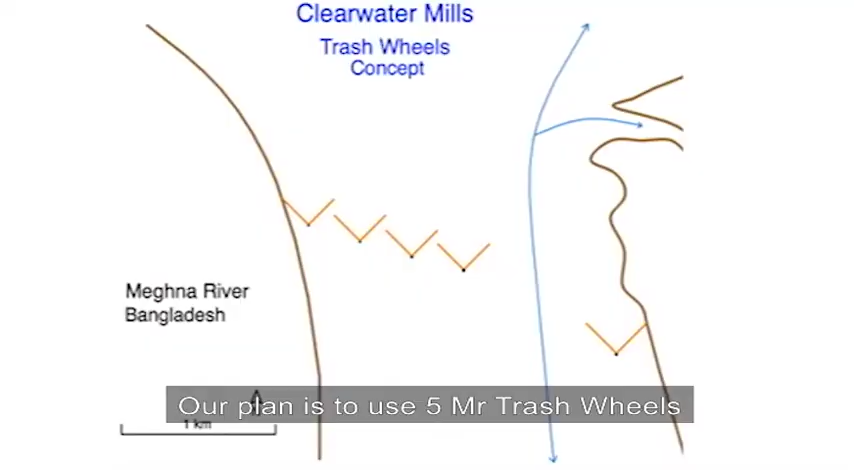 Clearwater Mills
Trash Wheels
Concept
Meghna River
Bangladesh
Our plan is to use 5 Mr Trash Wheels
1 km